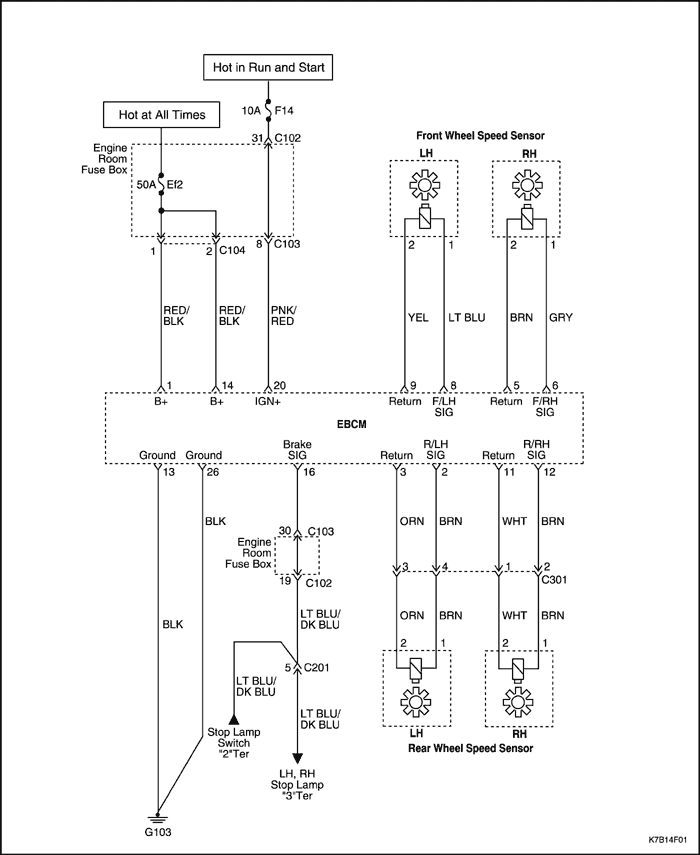 Hot in Run and Start
10A F14
Hot at All Times
31 C102
Engine
Room
Fuse Box
50A Ef2
1 2 C104 8 C103
Front Wheel Speed Sensor
LH RH
2 1 2 1
RED/
BLK
RED/
BLK
PNK/
RED
YEL LT BLU BRN GRY
1 14 20 9 8 5 6
B+ B+ IGN+ Return F/LH
SIG
Return F/RH
SIG
EBCM
Ground Ground Brake
SIG
Return R/LH
SIG
Return R/RH
SIG
13 26 16 3 2 11 12
BLK ORN BRN WHT BRN
30 C103
Engine
Room
Fuse Box
19 C102
3 4 1 2
C301
LT BLU/
DK BLU
ORN BRN WHT BRN
BLK
2 1 2 1
5 C201
LT BLU/
DK BLU
LT BLU/
DK BLU
Stop Lamp
Switch
"2"Ter
LH RH
Rear Wheel Speed Sensor
LH, RH
Stop Lamp
"3"Ter
G103
K7B14F01